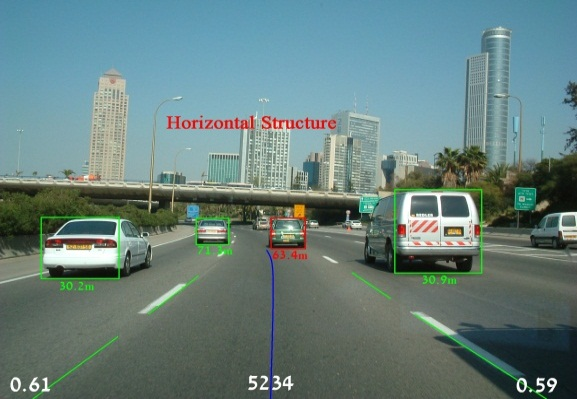 Horizontal Structure
71.5m
63.4m
30.2m
30.9m
0.61
5234
0.59